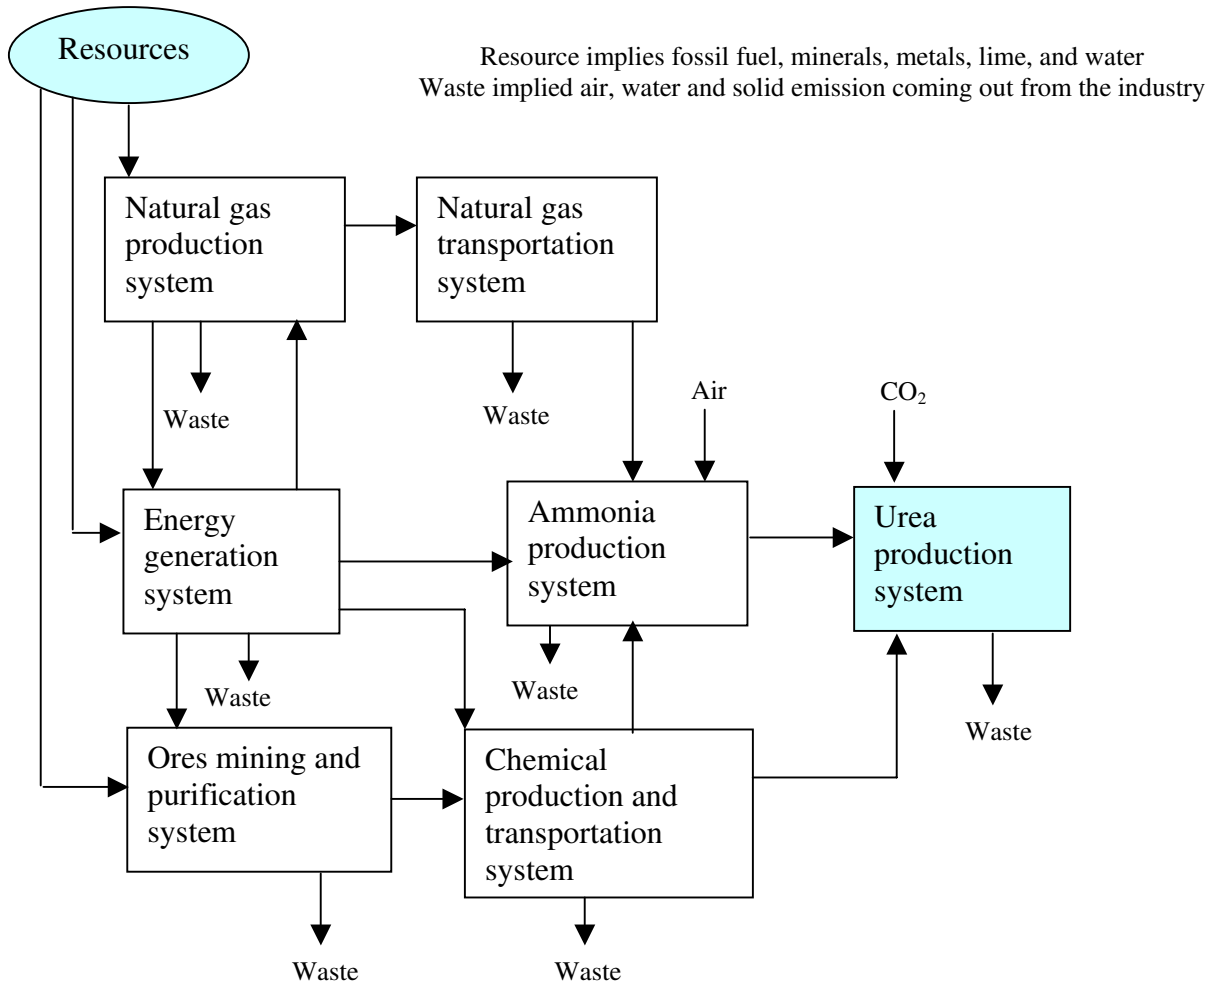 Resources
Resource implies fossil fuel, minerals, metals, lime, and water
Waste implied air, water and solid emission coming out from the industry
Natural gas
production
system
Natural gas
transportation
system
Waste
Waste
Air
CO₂
Energy
generation
system
Ammonia
production
system
Urea
production
system
Waste
Waste
Waste
Ores mining and
purification
system
Chemical
production and
transportation
system
Waste
Waste